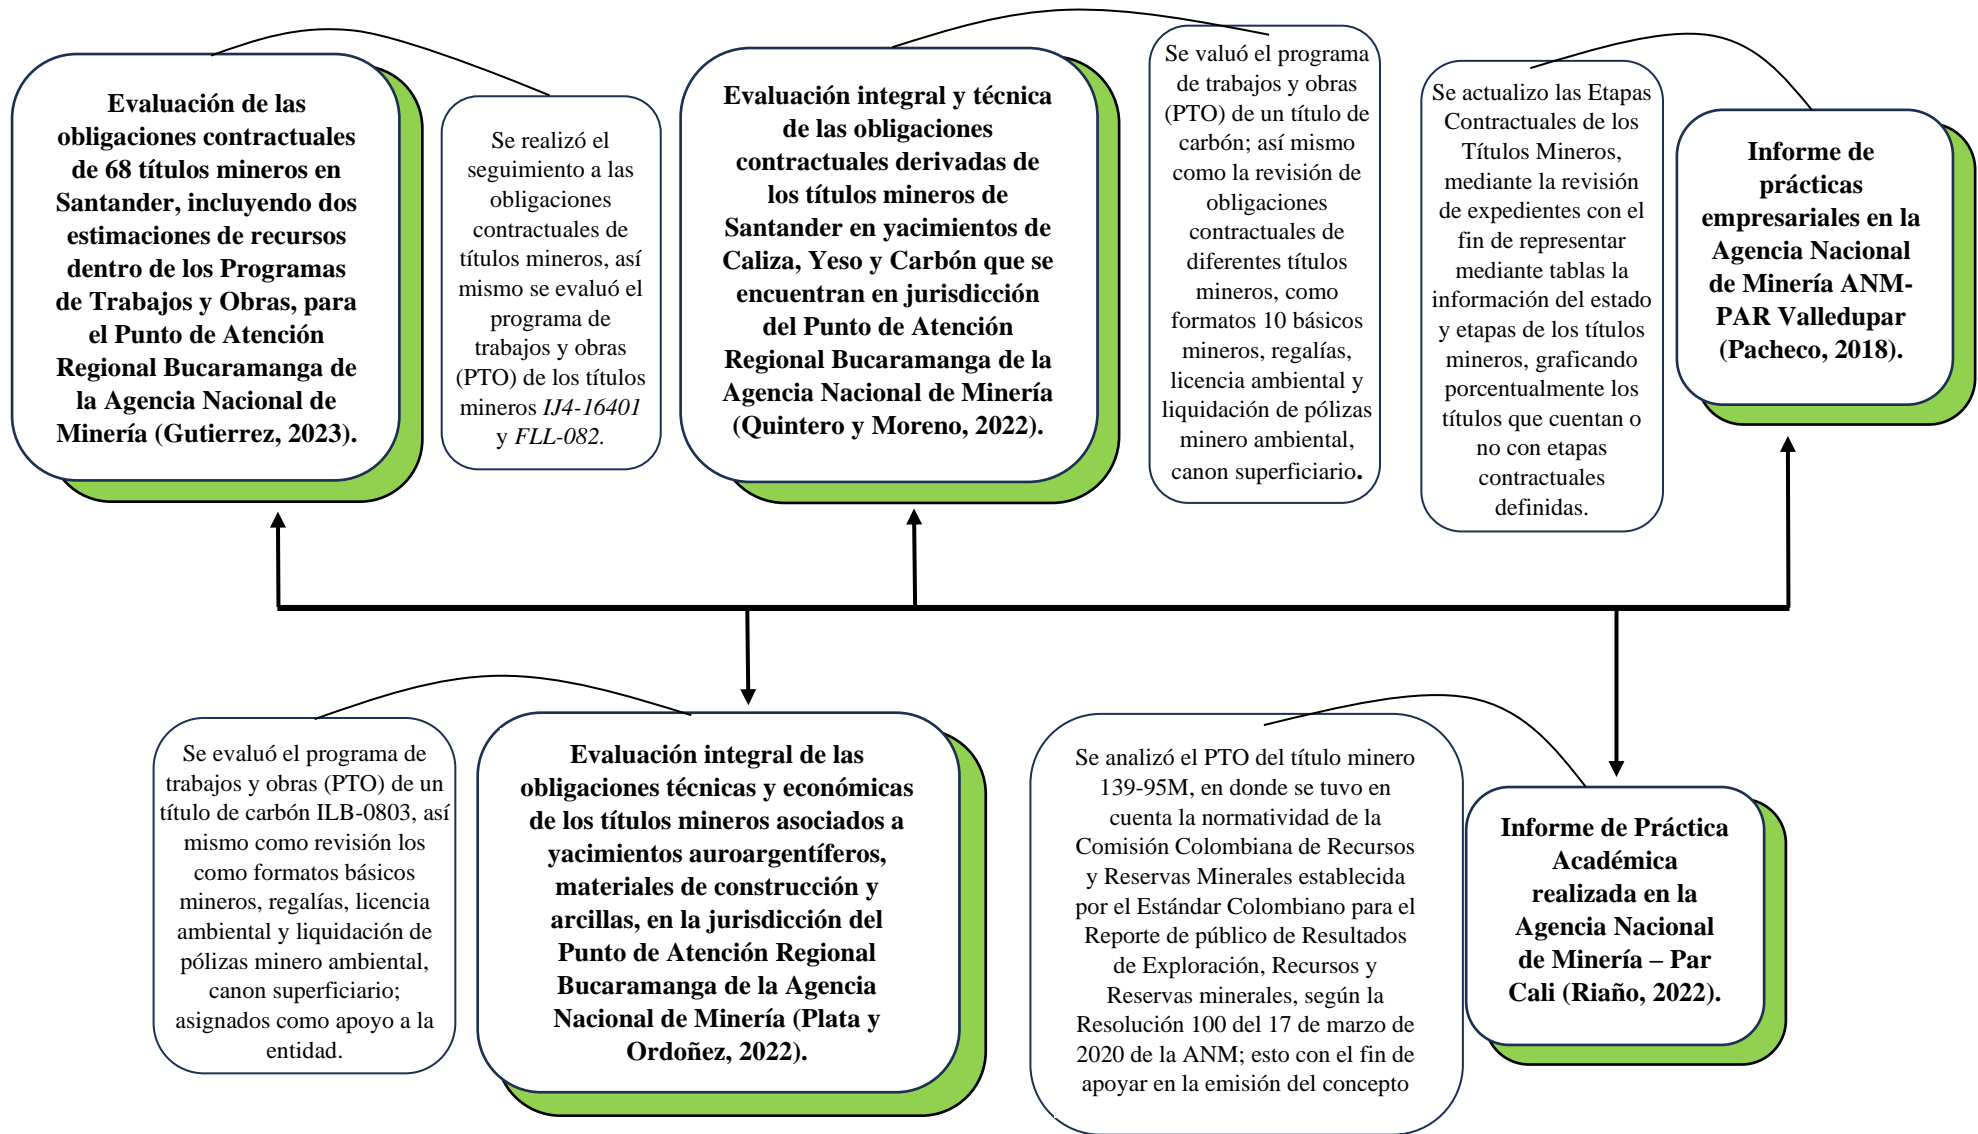 Evaluación de las
obligaciones contractuales
de 68 títulos mineros en
Santander, incluyendo dos
estimaciones de recursos
dentro de los Programas
de Trabajos y Obras, para
el Punto de Atención
Regional Bucaramanga de
la Agencia Nacional de
Minería (Gutierrez, 2023).
Se realizó el
seguimiento a las
obligaciones
contractuales de
títulos mineros, así
mismo se evaluó el
programa de
trabajos y obras
(PTO) de los títulos
mineros IJ4-16401
y FLL-082.
Evaluación integral y técnica
de las obligaciones
contractuales derivadas de
los títulos mineros de
Santander en yacimientos de
Caliza, Yeso y Carbón que se
encuentran en jurisdicción
del Punto de Atención
Regional Bucaramanga de la
Agencia Nacional de Minería
(Quintero y Moreno, 2022).
Se valuó el programa
de trabajos y obras
(PTO) de un título de
carbón; así mismo
como la revisión de
obligaciones
contractuales de
diferentes títulos
mineros, como
formatos 10 básicos
mineros, regalías,
licencia ambiental y
liquidación de pólizas
minero ambiental,
canon superficiario.
Se actualizo las Etapas
Contractuales de los
Títulos Mineros,
mediante la revisión
de expedientes con el
fin de representar
mediante tablas la
información del estado
y etapas de los títulos
mineros, graficando
porcentualmente los
títulos que cuentan o
no con etapas
contractuales
definidas.
Informe de
prácticas
empresariales en la
Agencia Nacional
de Minería ANM-
PAR Valledupar
(Pacheco, 2018).
Se evaluó el programa de
trabajos y obras (PTO) de un
título de carbón ILB-0803, así
mismo como revisión los
como formatos básicos
mineros, regalías, licencia
ambiental y liquidación de
pólizas minero ambiental,
canon superficiario;
asignados como apoyo a la
entidad.
Evaluación integral de las
obligaciones técnicas y económicas
de los títulos mineros asociados a
yacimientos auroargentíferos,
materiales de construcción y
arcillas, en la jurisdicción del
Punto de Atención Regional
Bucaramanga de la Agencia
Nacional de Minería (Plata y
Ordoñez, 2022).
Se analizó el PTO del título minero
139-95M, en donde se tuvo en
cuenta la normatividad de la
Comisión Colombiana de Recursos
y Reservas Minerales establecida
por el Estándar Colombiano para el
Reporte de público de Resultados
de Exploración, Recursos y
Reservas minerales, según la
Resolución 100 del 17 de marzo de
2020 de la ANM; esto con el fin de
apoyar en la emisión del concepto
Informe de Práctica
Académica
realizada en la
Agencia Nacional
de Minería – Par
Cali (Riaño, 2022).